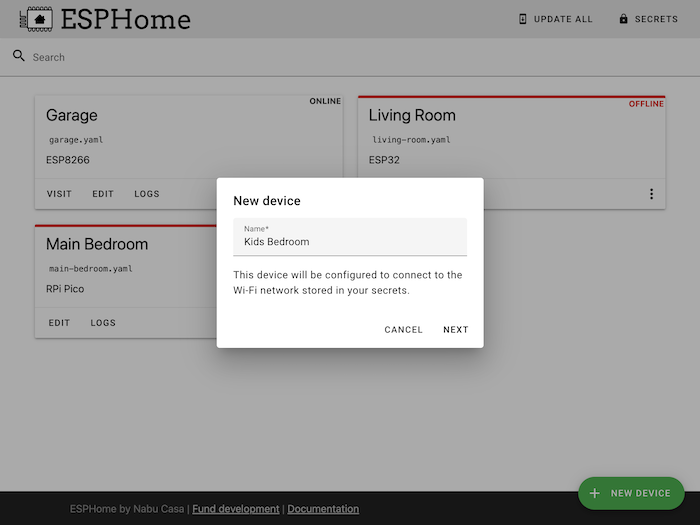 ESPHome
UPDATE ALL
SECRETS
Search
Garage
ONLINE
garage.yaml
ESP8266
VISIT EDIT LOGS
Living Room
OFFLINE
living-room.yaml
ESP32
Main Bedroom
main-bedroom.yaml
RPi Pico
EDIT LOGS
New device
Name*
Kids Bedroom
This device will be configured to connect to the
Wi-Fi network stored in your secrets.
CANCEL NEXT
+ NEW DEVICE
ESPHome by Nabu Casa | Fund development | Documentation